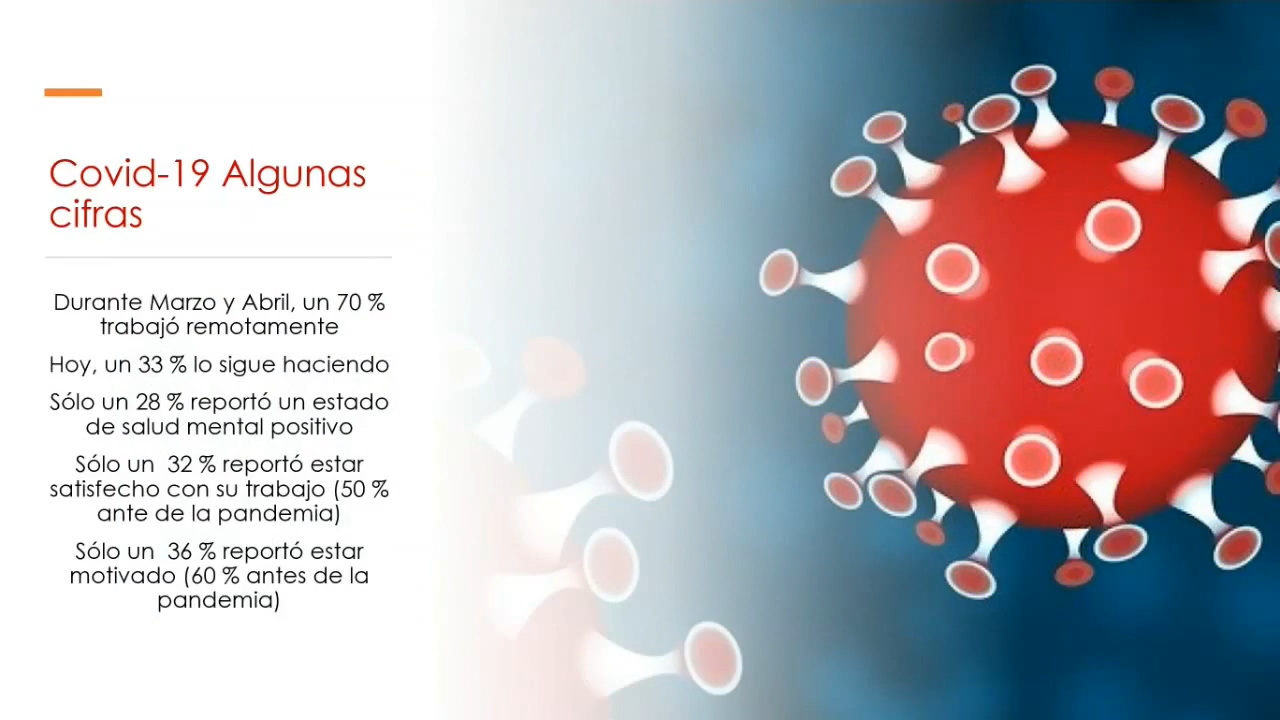 Covid-19 Algunas
cifras
Durante Marzo y Abril, un 70 %
trabajó remotamente
Hoy, un 33 % lo sigue haciendo
Sólo un 28 % reportó un estado
de salud mental positivo
Sólo un  32 % reportó estar
satisfecho con su trabajo (50 %
ante de la pandemia)
Sólo un  36 % reportó estar
motivado (60 % antes de la
pandemia)